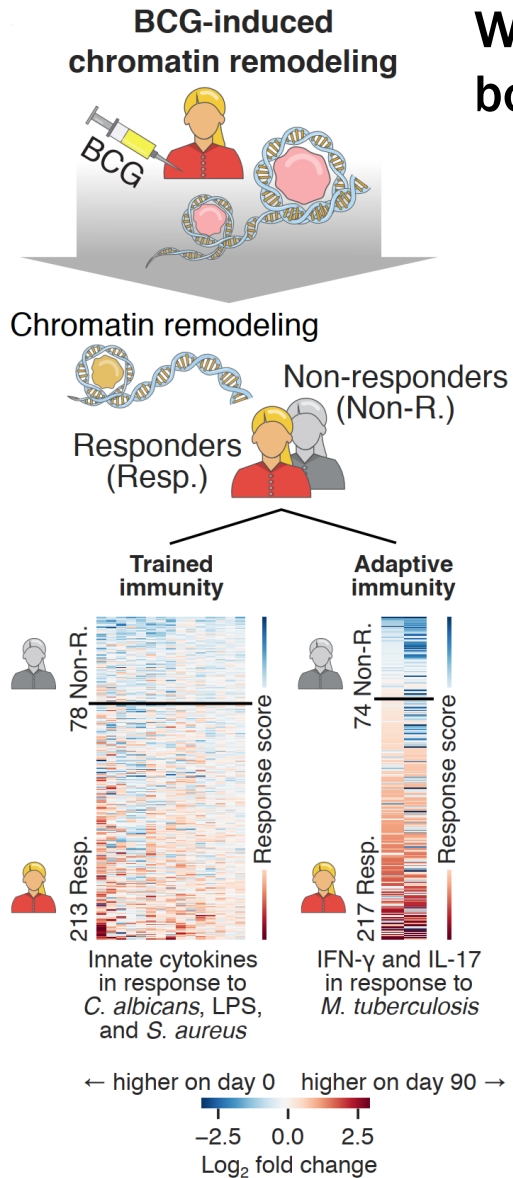 BCG-induced
chromatin remodeling
BCG
Chromatin remodeling
Non-responders
(Non-R.)
Responders
(Resp.)
Trained
immunity
Adaptive
immunity
78 Non-R.
213 Resp.
Response score
74 Non-R.
217 Resp.
Response score
Innate cytokines
in response to
C. albicans, LPS,
and S. aureus
IFN-γ and IL-17
in response to
M. tuberculosis
← higher on day 0 higher on day 90 →
−2.5 0.0 2.5
Log₂ fold change